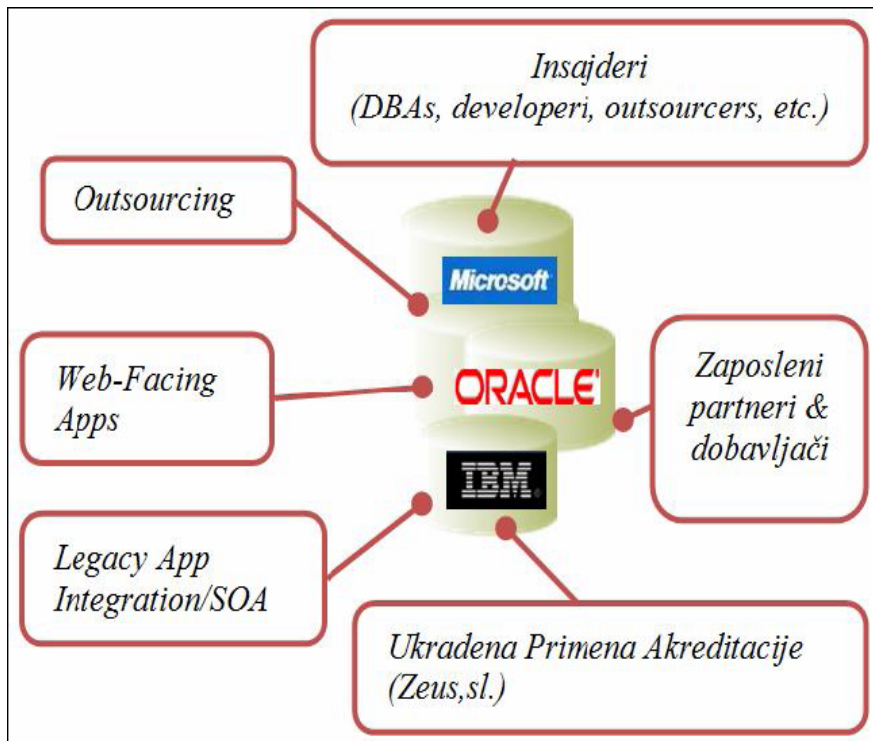 Insajderi
(DBAs, developeri, outsourcers, etc.)
Outsourcing
Microsoft
Web-Facing
Apps
ORACLE
Zaposleni
partneri &
dobavljači
IBM
Legacy App
Integration/SOA
Ukradena Primena Akreditacije
(Zeus,sl.)